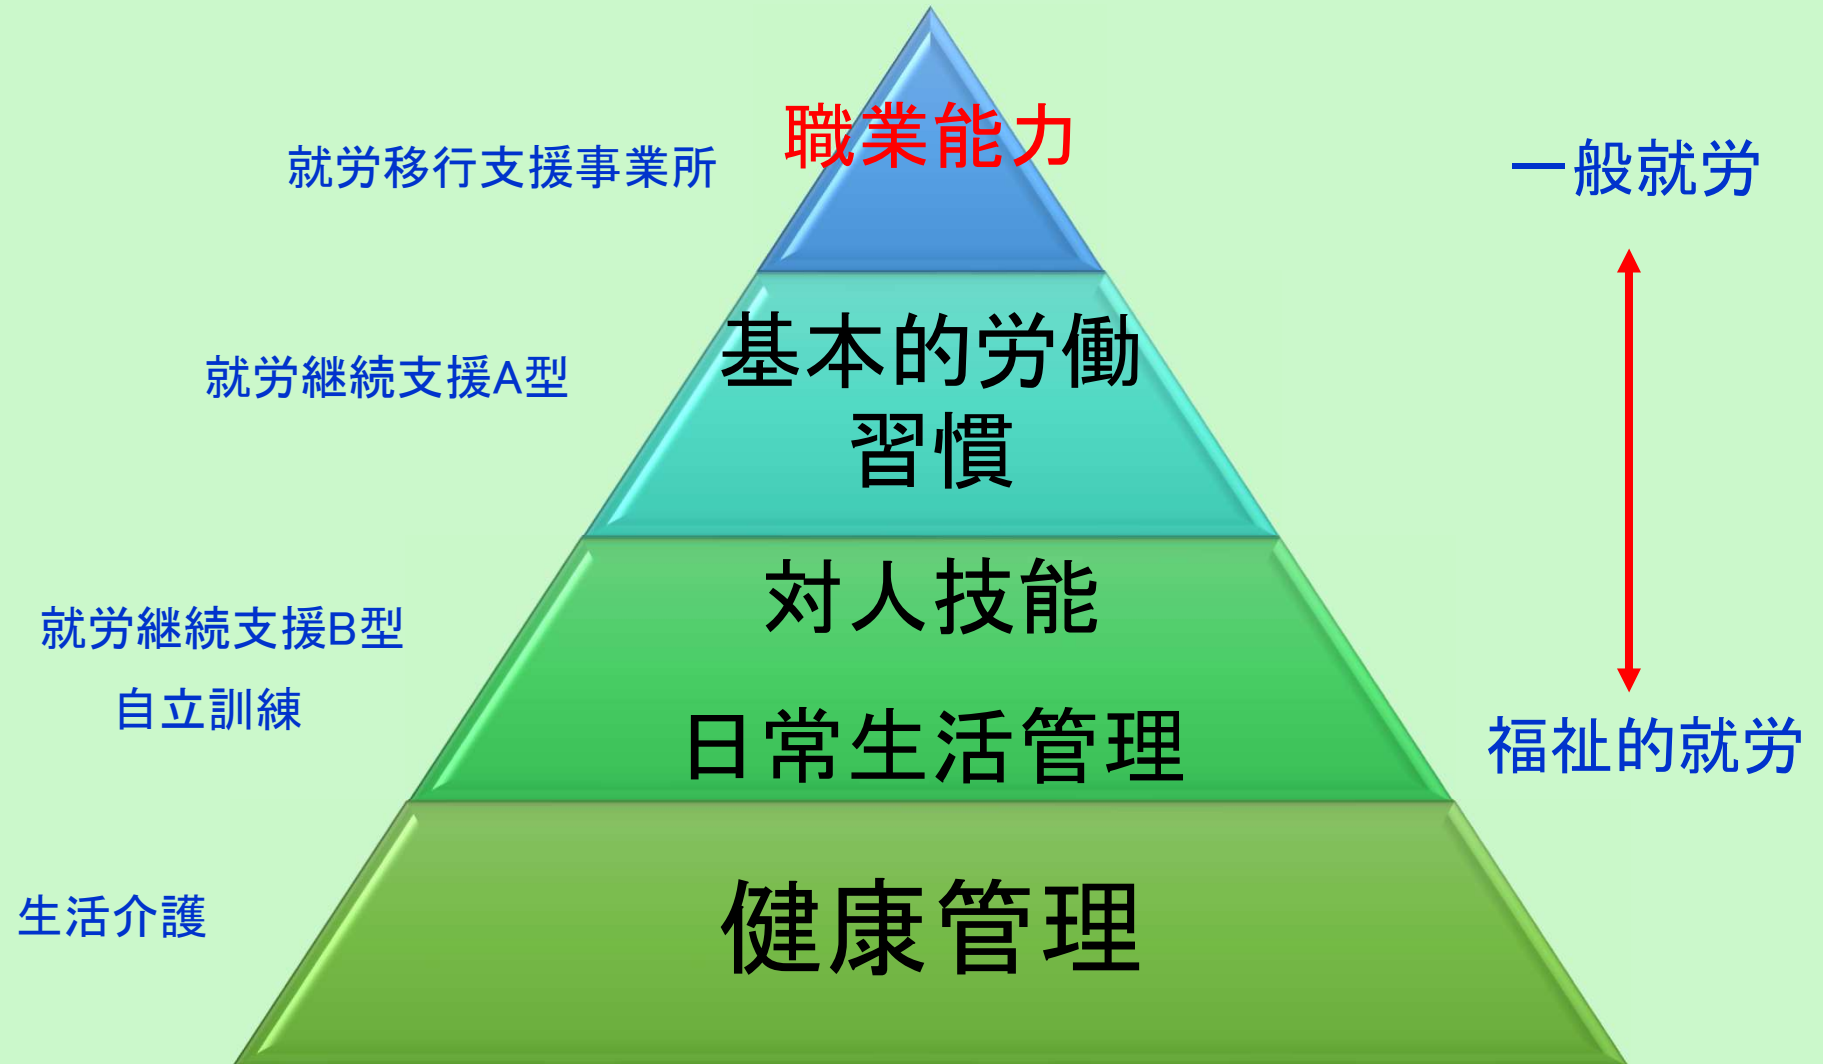 職業能力
就労移行支援事業所
一般就労
基本的労働
習慣
就労継続支援A型
対人技能
就労継続支援B型
自立訓練
日常生活管理
福祉的就労
健康管理
生活介護